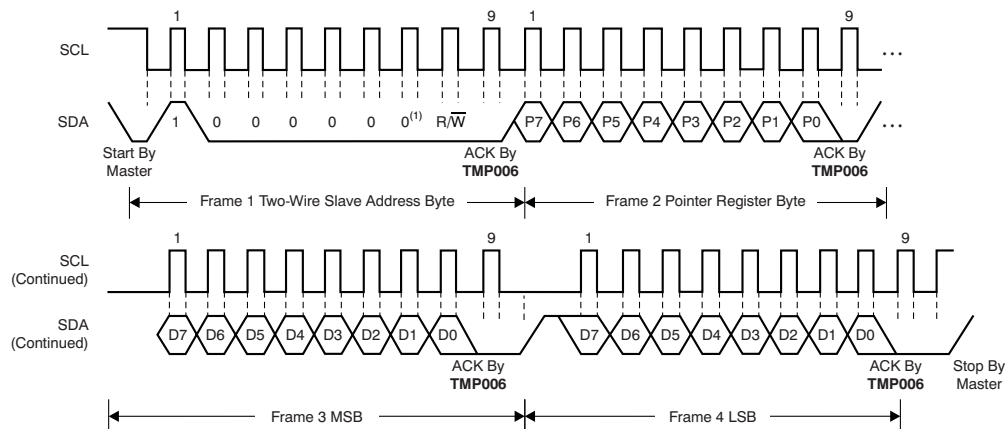 1 9 1 9
SCL …
SDA 1 0 0 0 0 0 0(1) R/W P7 P6 P5 P4 P3 P2 P1 P0 …
Start By
Master
ACK By
TMP006
ACK By
TMP006
Frame 1 Two-Wire Slave Address Byte Frame 2 Pointer Register Byte
1 9 1 9
SCL
(Continued)
SDA
(Continued)
D7 D6 D5 D4 D3 D2 D1 D0 D7 D6 D5 D4 D3 D2 D1 D0
ACK By
TMP006
ACK By
TMP006
Stop By
Master
Frame 3 MSB Frame 4 LSB